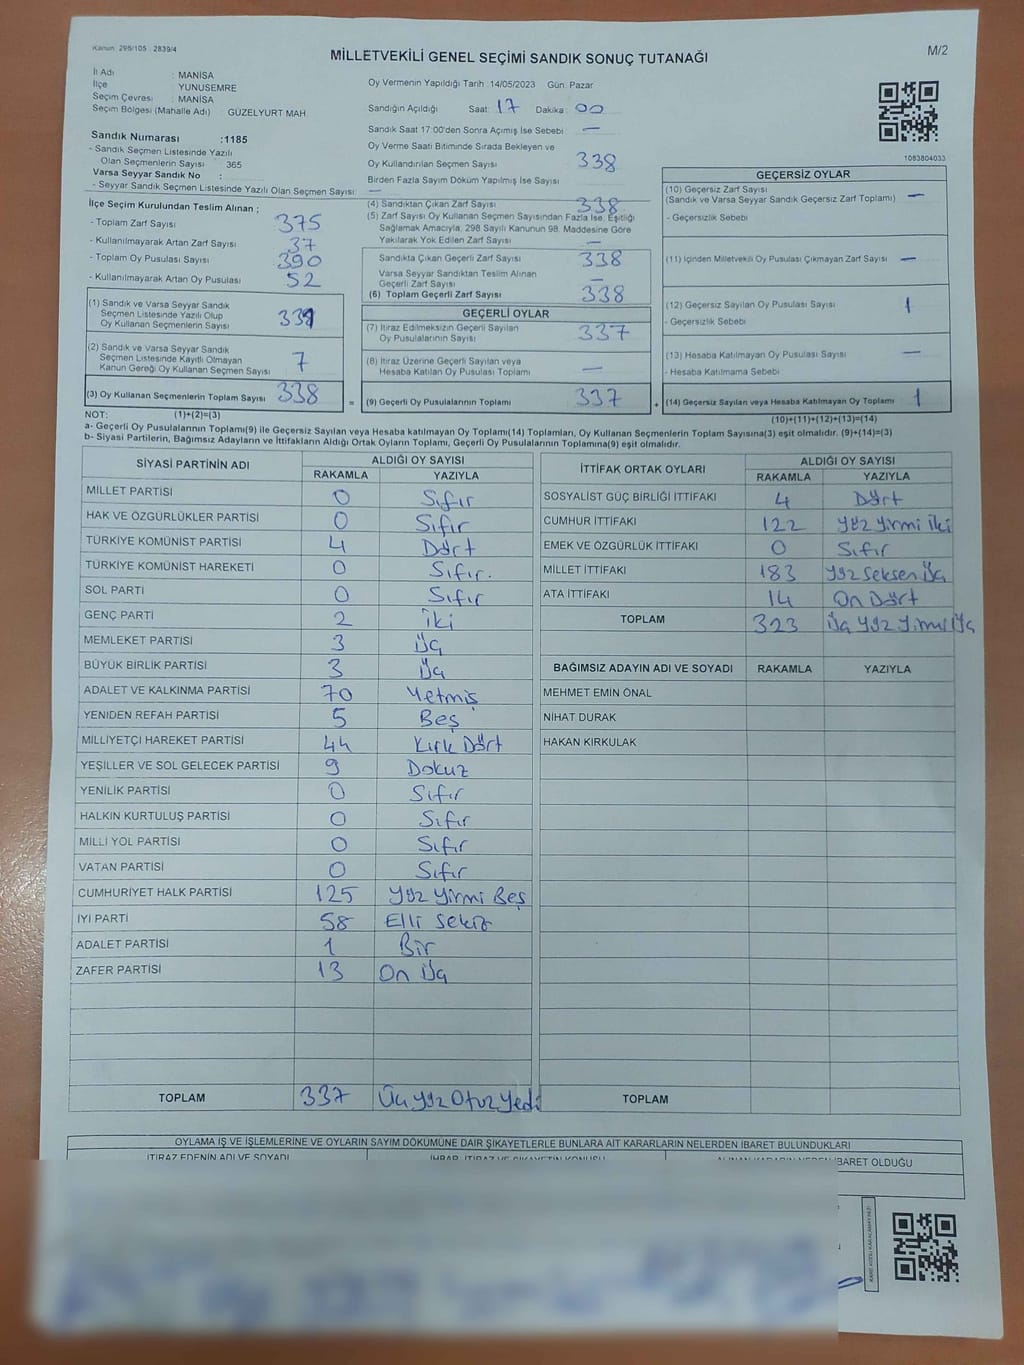 Kanun: 298/105 : 2839/4
M/2
MİLLETVEKİLİ GENEL SEÇİMİ SANDIK SONUÇ TUTANAĞI
İl Adı : MANİSA
İlçe : YUNUSEMRE
Seçim Çevresi : MANİSA
Seçim Bölgesi (Mahalle Adı) GÜZELYURT MAH
Sandık Numarası :1185
- Sandık Seçmen Listesinde Yazılı
Olan Seçmenlerin Sayısı 365
Varsa Seyyar Sandık No :
- Seyyar Sandık Seçmen Listesinde Yazılı Olan Seçmen Sayısı: —
Oy Vermenin Yapıldığı Tarih 14/05/2023 Gün: Pazar
Sandığın Açıldığı Saat: 17 Dakika: 00
Sandık Saat 17:00'den Sonra Açımış İse Sebebi —
Oy Verme Saati Bitiminde Sırada Bekleyen ve
Oy Kullandırılan Seçmen Sayısı 338
Birden Fazla Sayım Döküm Yapılmış İse Sayısı
1083804033
İlçe Seçim Kurulundan Teslim Alınan ;
- Toplam Zarf Sayısı 375
- Kullanılmayarak Artan Zarf Sayısı 37
- Toplam Oy Pusulası Sayısı 390
- Kullanılmayarak Artan Oy Pusulası 52
(1) Sandık ve Varsa Seyyar Sandık
Seçmen Listesinde Yazılı Olup
Oy Kullanan Seçmenlerin Sayısı
(2) Sandık ve Varsa Seyyar Sandık
Seçmen Listesinde Kayıtlı Olmayan
Kanun Gereği Oy Kullanan Seçmen Sayısı 7
(3) Oy Kullanan Seçmenlerin Toplam Sayısı 338
(4) Sandıktan Çıkan Zarf Sayısı 338
(5) Zarf Sayısı Oy Kullanan Seçmen Sayısından Fazla İse, Eşitliği
Sağlamak Amacıyla, 298 Sayılı Kanunun 98. Maddesine Göre
Yakılarak Yok Edilen Zarf Sayısı —
Sandıkta Çıkan Geçerli Zarf Sayısı 338
Varsa Seyyar Sandıktan Teslim Alınan
Geçerli Zarf Sayısı —
(6) Toplam Geçerli Zarf Sayısı 338
GEÇERLİ OYLAR
(7) İtiraz Edilmeksizin Geçerli Sayılan
Oy Pusulalarının Sayısı 337
(8) İtiraz Üzerine Geçerli Sayılan veya
Hesaba Katılan Oy Pusulası Toplamı —
= (9) Geçerli Oy Pusulalarının Toplamı 337
GEÇERSİZ OYLAR
(10) Geçersiz Zarf Sayısı
(Sandık ve Varsa Seyyar Sandık Geçersiz Zarf Toplamı) —
- Geçersizlik Sebebi
(11) İçinden Milletvekili Oy Pusulası Çıkmayan Zarf Sayısı —
(12) Geçersiz Sayılan Oy Pusulası Sayısı 1
- Geçersizlik Sebebi
(13) Hesaba Katılmayan Oy Pusulası Sayısı —
- Hesaba Katılmama Sebebi
+ (14) Geçersiz Sayılan veya Hesaba Katılmayan Oy Toplamı 1
NOT: (1)+(2)=(3) (10)+(11)+(12)+(13)=(14)
a- Geçerli Oy Pusulalarının Toplamı(9) ile Geçersiz Sayılan veya Hesaba Katılmayan Oy Toplamı(14) Toplamları, Oy Kullanan Seçmenlerin Toplam Sayısına(3) eşit olmalıdır. (9)+(14)=(3)
b- Siyasi Partilerin, Bağımsız Adayların ve İttifakların Aldığı Ortak Oyların Toplamı, Geçerli Oy Pusulalarının Toplamına(9) eşit olmalıdır.
SİYASİ PARTİNİN ADI ALDIĞI OY SAYISI
RAKAMLA YAZIYLA
MİLLET PARTİSİ 0 Sıfır
HAK VE ÖZGÜRLÜKLER PARTİSİ 0 Sıfır
TÜRKİYE KOMÜNİST PARTİSİ 4 Dört
TÜRKİYE KOMÜNİST HAREKETİ 0 Sıfır.
SOL PARTİ 0 Sıfır
GENÇ PARTİ 2 iki
MEMLEKET PARTİSİ 3 Üç
BÜYÜK BİRLİK PARTİSİ 3 Üç
ADALET VE KALKINMA PARTİSİ 70 Yetmiş
YENİDEN REFAH PARTİSİ 5 Beş
MİLLİYETÇİ HAREKET PARTİSİ 44 Kırk Dört
YEŞİLLER VE SOL GELECEK PARTİSİ 9 Dokuz
YENİLİK PARTİSİ 0 Sıfır
HALKIN KURTULUŞ PARTİSİ 0 Sıfır
MİLLİ YOL PARTİSİ 0 Sıfır
VATAN PARTİSİ 0 Sıfır
CUMHURİYET HALK PARTİSİ 125 Yüz Yirmi Beş
İYİ PARTİ 58 Elli Sekiz
ADALET PARTİSİ 1 Bir
ZAFER PARTİSİ 13 On Üç
TOPLAM 337 Üç Yüz Otuz Yedi
İTTİFAK ORTAK OYLARI ALDIĞI OY SAYISI
RAKAMLA YAZIYLA
SOSYALİST GÜÇ BİRLİĞİ İTTİFAKI 4 Dört
CUMHUR İTTİFAKI 122 Yüz Yirmi iki
EMEK VE ÖZGÜRLÜK İTTİFAKI 0 Sıfır
MİLLET İTTİFAKI 183 Yüz Seksen Üç
ATA İTTİFAKI 14 On Dört
TOPLAM 323 Üç Yüz Yirmi Üç
BAĞIMSIZ ADAYIN ADI VE SOYADI RAKAMLA YAZIYLA
MEHMET EMİN ÖNAL
NİHAT DURAK
HAKAN KIRKULAK
TOPLAM
OYLAMA İŞ VE İŞLEMLERİNE VE OYLARIN SAYIM DÖKÜMÜNE DAİR ŞİKAYETLERLE BUNLARA AİT KARARLARIN NELERDEN İBARET BULUNDUKLARI
İTİRAZ EDENİN ADI VE SOYADI İHBAR, İTİRAZ VE ŞİKAYETİN KONUSU ALINAN KARARIN NEDEN İBARET OLDUĞU